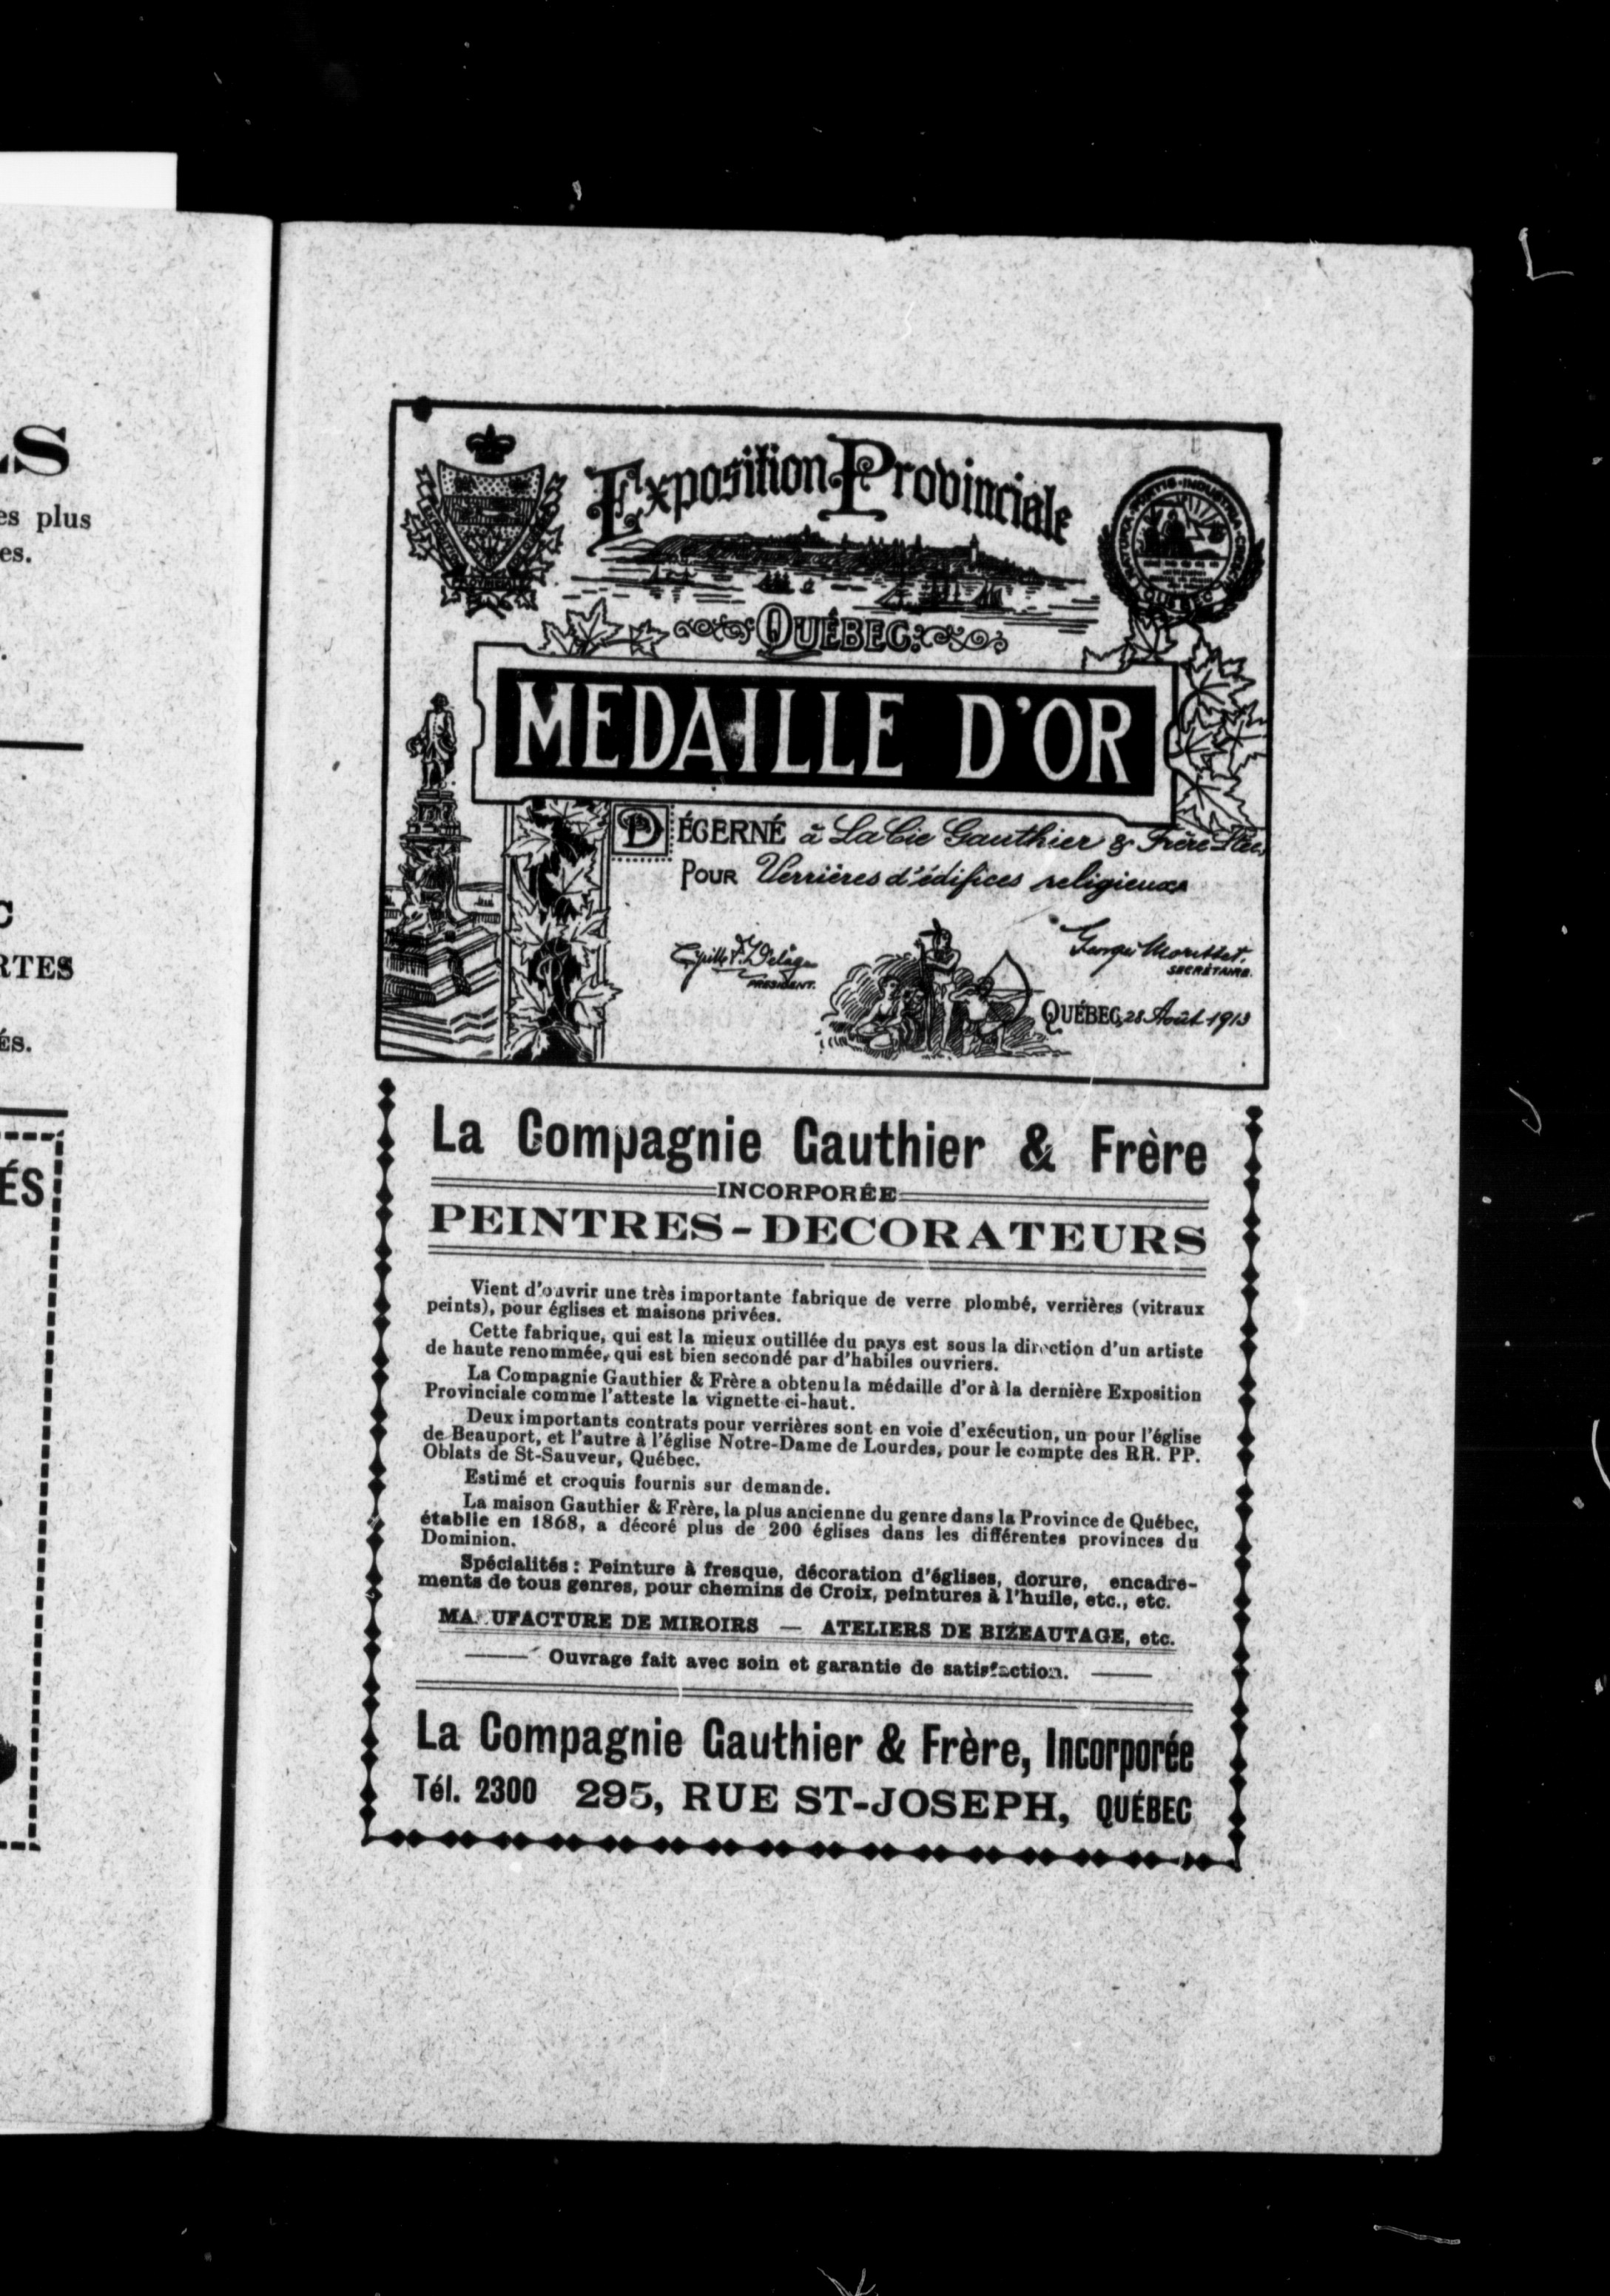 LS
es plus
es.
C
RTES
ÉS.
ÉS
Exposition Provinciale
QUÉBEC
MEDAILLE D'OR
DÉCERNÉ à La Cie Gauthier & Frère
POUR Verrières d'édifices religieux
PRESIDENT.
SECRÉTAIRE.
QUÉBEC, 28 Août 1913
La Compagnie Gauthier & Frère
INCORPORÉE
PEINTRES-DECORATEURS
Vient d'ouvrir une très importante fabrique de verre plombé, verrières (vitraux
peints), pour églises et maisons privées.
Cette fabrique, qui est la mieux outillée du pays est sous la direction d'un artiste
de haute renommée, qui est bien secondé par d'habiles ouvriers.
La Compagnie Gauthier & Frère a obtenu la médaille d'or à la dernière Exposition
Provinciale comme l'atteste la vignette ci-haut.
Deux importants contrats pour verrières sont en voie d'exécution, un pour l'église
de Beauport, et l'autre à l'église Notre-Dame de Lourdes, pour le compte des RR. PP.
Oblats de St-Sauveur, Québec.
Estimé et croquis fournis sur demande.
La maison Gauthier & Frère, la plus ancienne du genre dans la Province de Québec,
établie en 1868, a décoré plus de 200 églises dans les différentes provinces du
Dominion.
Spécialités : Peinture à fresque, décoration d'églises, dorure, encadre-
ments de tous genres, pour chemins de Croix, peintures à l'huile, etc., etc.
MANUFACTURE DE MIROIRS — ATELIERS DE BIZEAUTAGE, etc.
Ouvrage fait avec soin et garantie de satisfaction.
La Compagnie Gauthier & Frère, Incorporée
Tél. 2300 295, RUE ST-JOSEPH, QUÉBEC